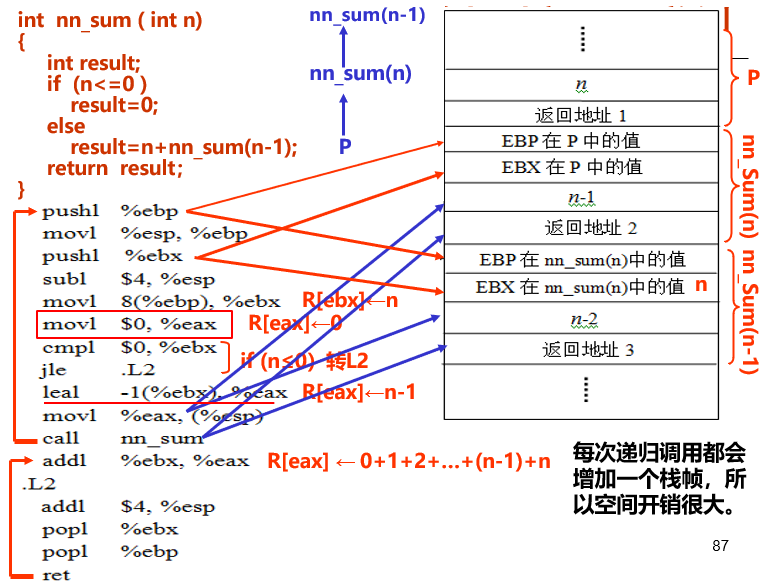 int nn_sum ( int n)
{
int result;
if (n<=0 )
result=0;
else
result=n+nn_sum(n-1);
return result;
}
nn_sum(n-1)
nn_sum(n)
P
pushl %ebp
movl %esp, %ebp
pushl %ebx
subl $4, %esp
movl 8(%ebp), %ebx R[ebx]←n
movl $0, %eax R[eax]←0
cmpl $0, %ebx
jle .L2
if (n≤0) 转L2
leal -1(%ebx), %eax R[eax]←n-1
movl %eax, (%esp)
call nn_sum
addl %ebx, %eax R[eax] ← 0+1+2+…+(n-1)+n
.L2
addl $4, %esp
popl %ebx
popl %ebp
ret
n
返回地址 1
EBP 在 P 中的值
EBX 在 P 中的值
n-1
返回地址 2
EBP 在 nn_sum(n)中的值
EBX 在 nn_sum(n)中的值 n
n-2
返回地址 3
P
nn_Sum(n)
nn_Sum(n-1)
每次递归调用都会
增加一个栈帧，所
以空间开销很大。
87